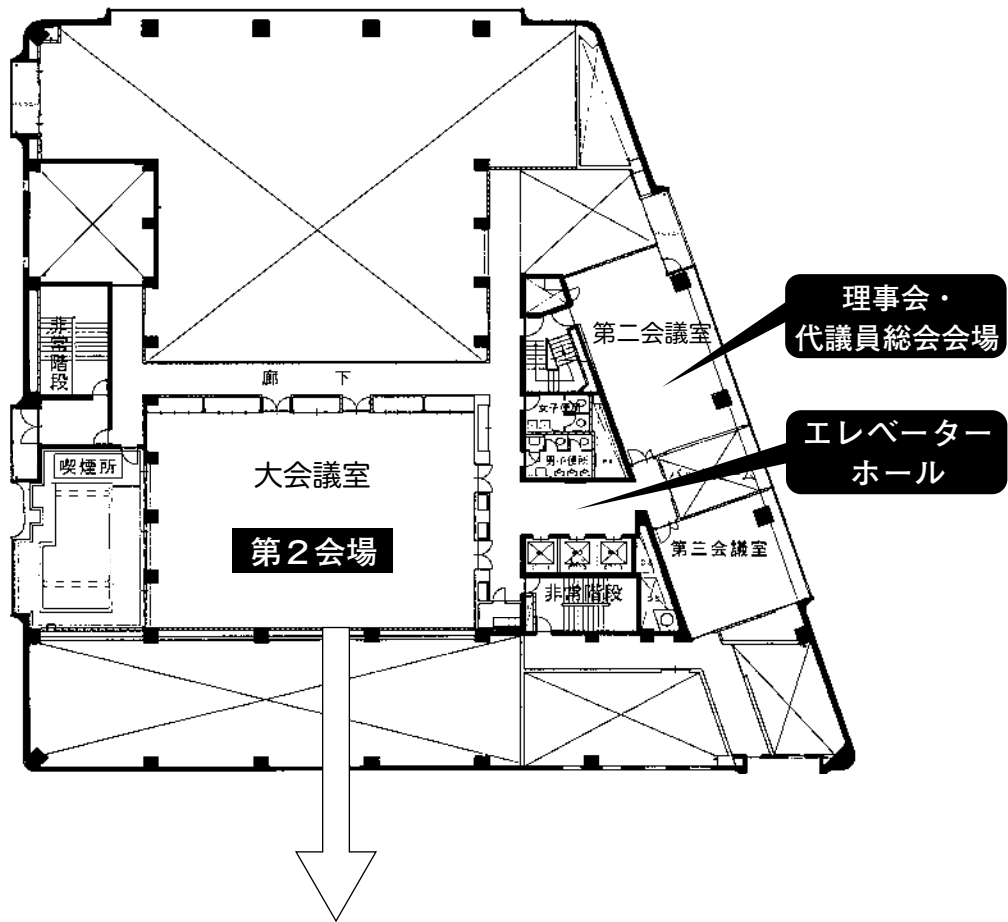 理事会・
代議員総会会場
第二会議室
非常階段
廊 下
女子便所
男子便所
エレベーター
ホール
喫煙所
大会議室
第2会場
第三会議室
非常階段